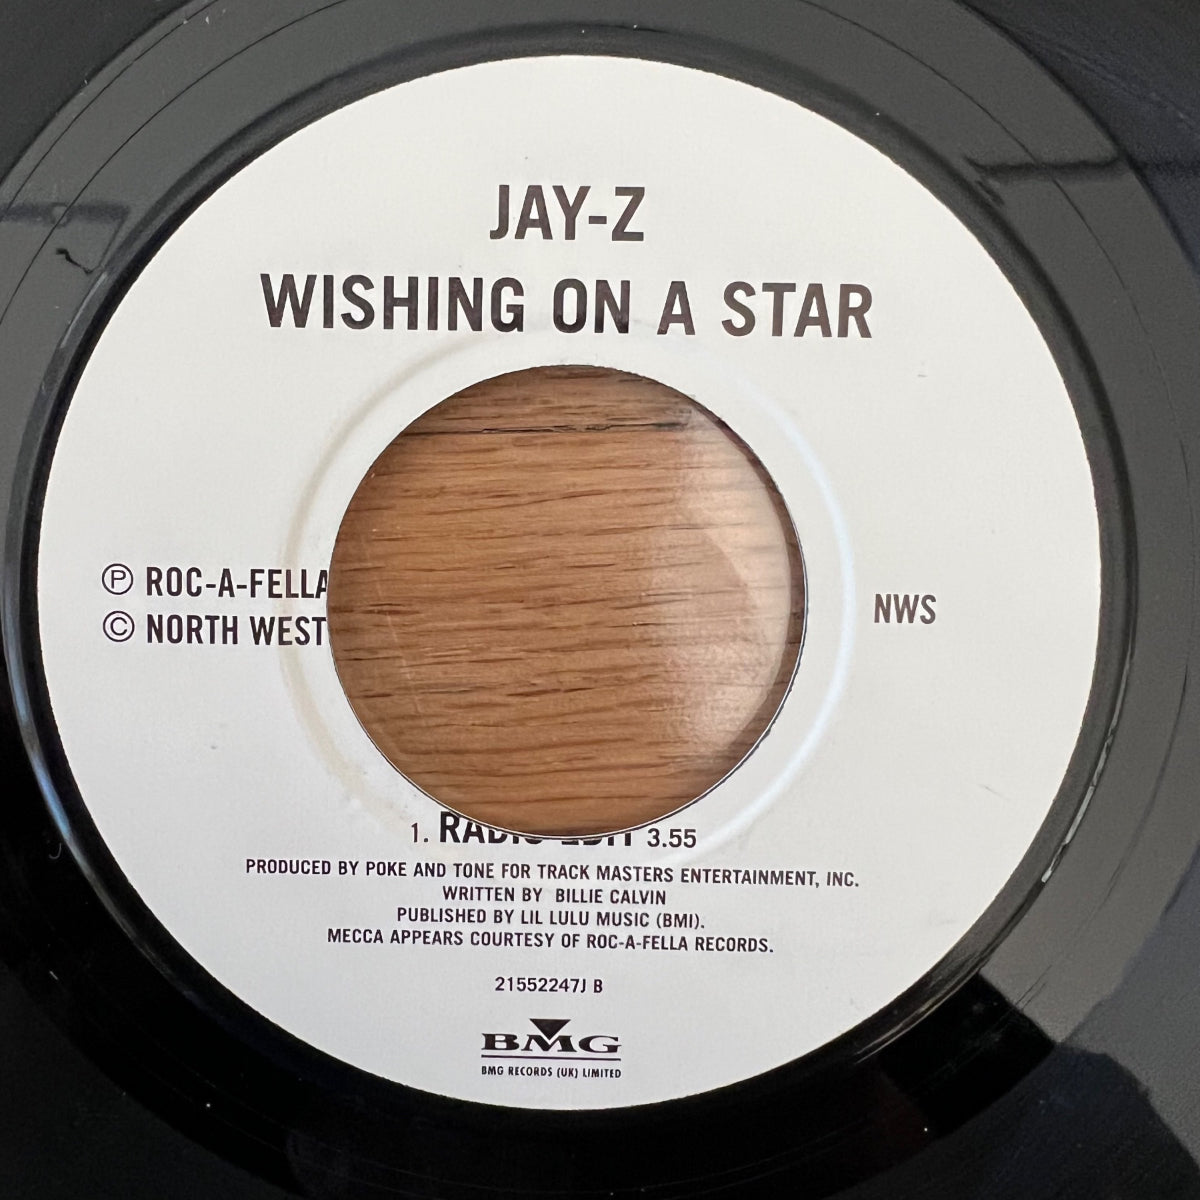 JAY-Z
WISHING ON A STAR
Ⓟ ROC-A-FELLA
© NORTH WEST
NWS
1. RADIO EDIT 3.55
PRODUCED BY POKE AND TONE FOR TRACK MASTERS ENTERTAINMENT, INC.
WRITTEN BY BILLIE CALVIN
PUBLISHED BY LIL LULU MUSIC (BMI).
MECCA APPEARS COURTESY OF ROC-A-FELLA RECORDS.
21552247J B
BMG
BMG RECORDS (UK) LIMITED